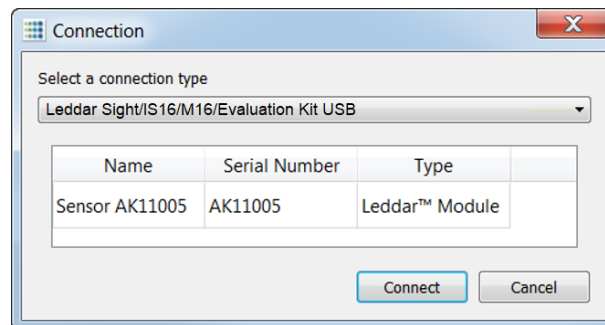 Connection
Select a connection type
Leddar Sight/IS16/M16/Evaluation Kit USB
Name Serial Number Type
Sensor AK11005 AK11005 Leddar™ Module
Connect Cancel